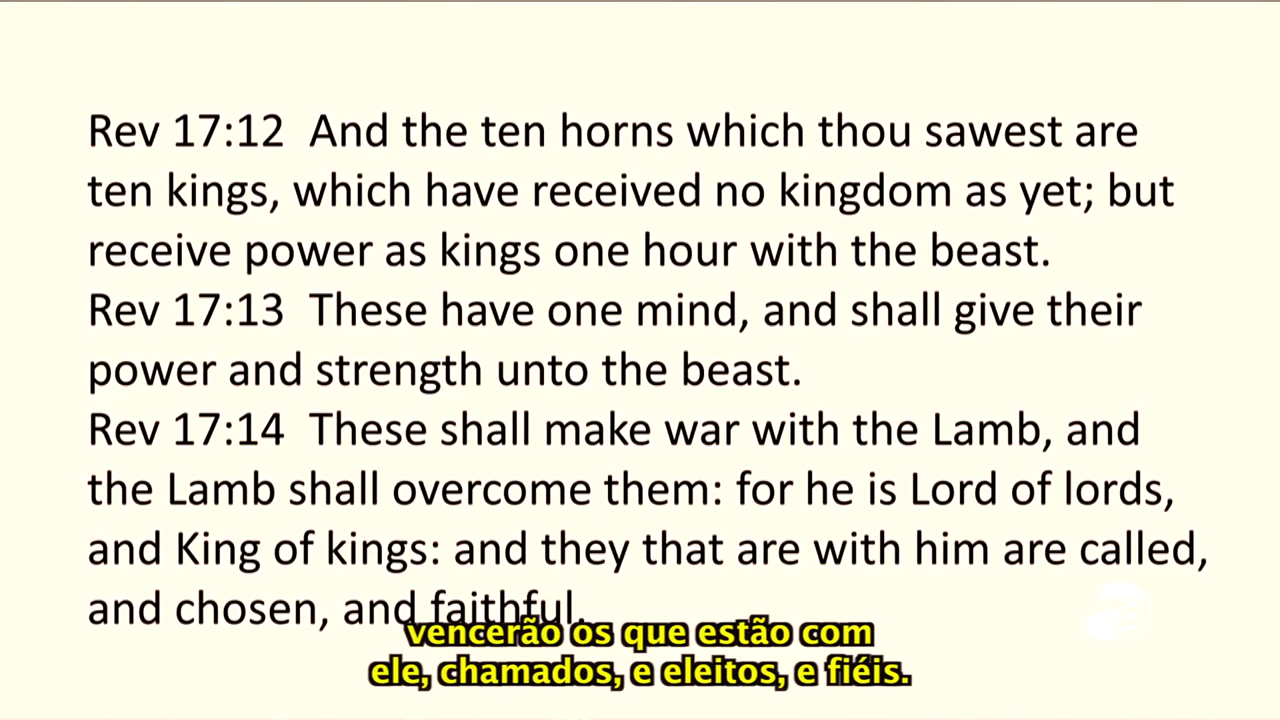 Rev 17:12  And the ten horns which thou sawest are
ten kings, which have received no kingdom as yet; but
receive power as kings one hour with the beast.
Rev 17:13  These have one mind, and shall give their
power and strength unto the beast.
Rev 17:14  These shall make war with the Lamb, and
the Lamb shall overcome them: for he is Lord of lords,
and King of kings: and they that are with him are called,
and chosen, and faithful.
vencerão os que estão com
ele, chamados, e eleitos, e fiéis.